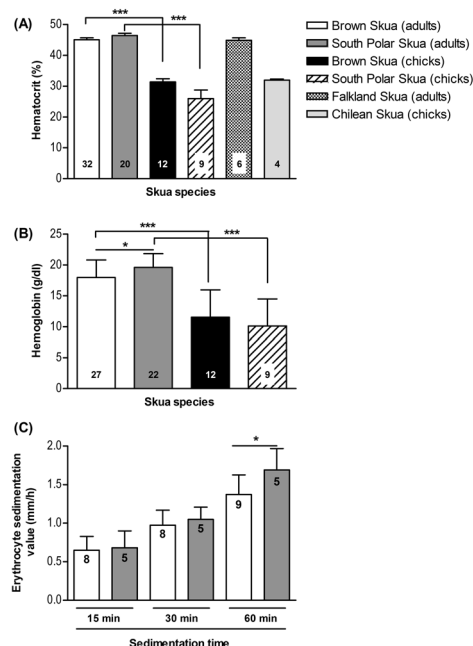 (A)
***
***
Hematocrit (%)
50
40
30
20
10
0
32
20
12
9
6
4
Skua species
Brown Skua (adults)
South Polar Skua (adults)
Brown Skua (chicks)
South Polar Skua (chicks)
Falkland Skua (adults)
Chilean Skua (chicks)
(B)
***
*
***
Hemoglobin (g/dl)
25
20
15
10
5
0
27
22
12
9
Skua species
(C)
*
Erythrocyte sedimentation
value (mm/h)
2.0
1.5
1.0
0.5
0.0
8
5
8
5
9
5
15 min
30 min
60 min
Sedimentation time